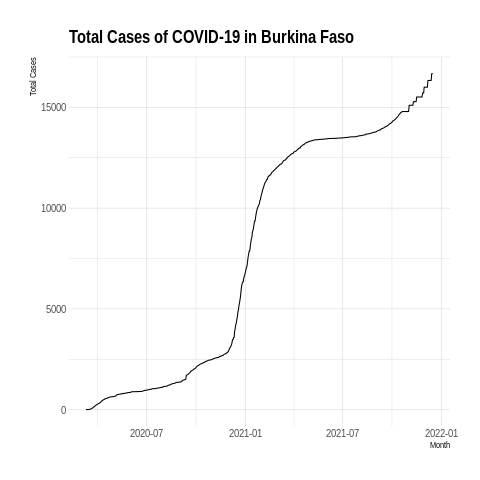 Total Cases of COVID-19 in Burkina Faso
Total Cases
15000
10000
5000
0
2020-07 2021-01 2021-07 2022-01
Month